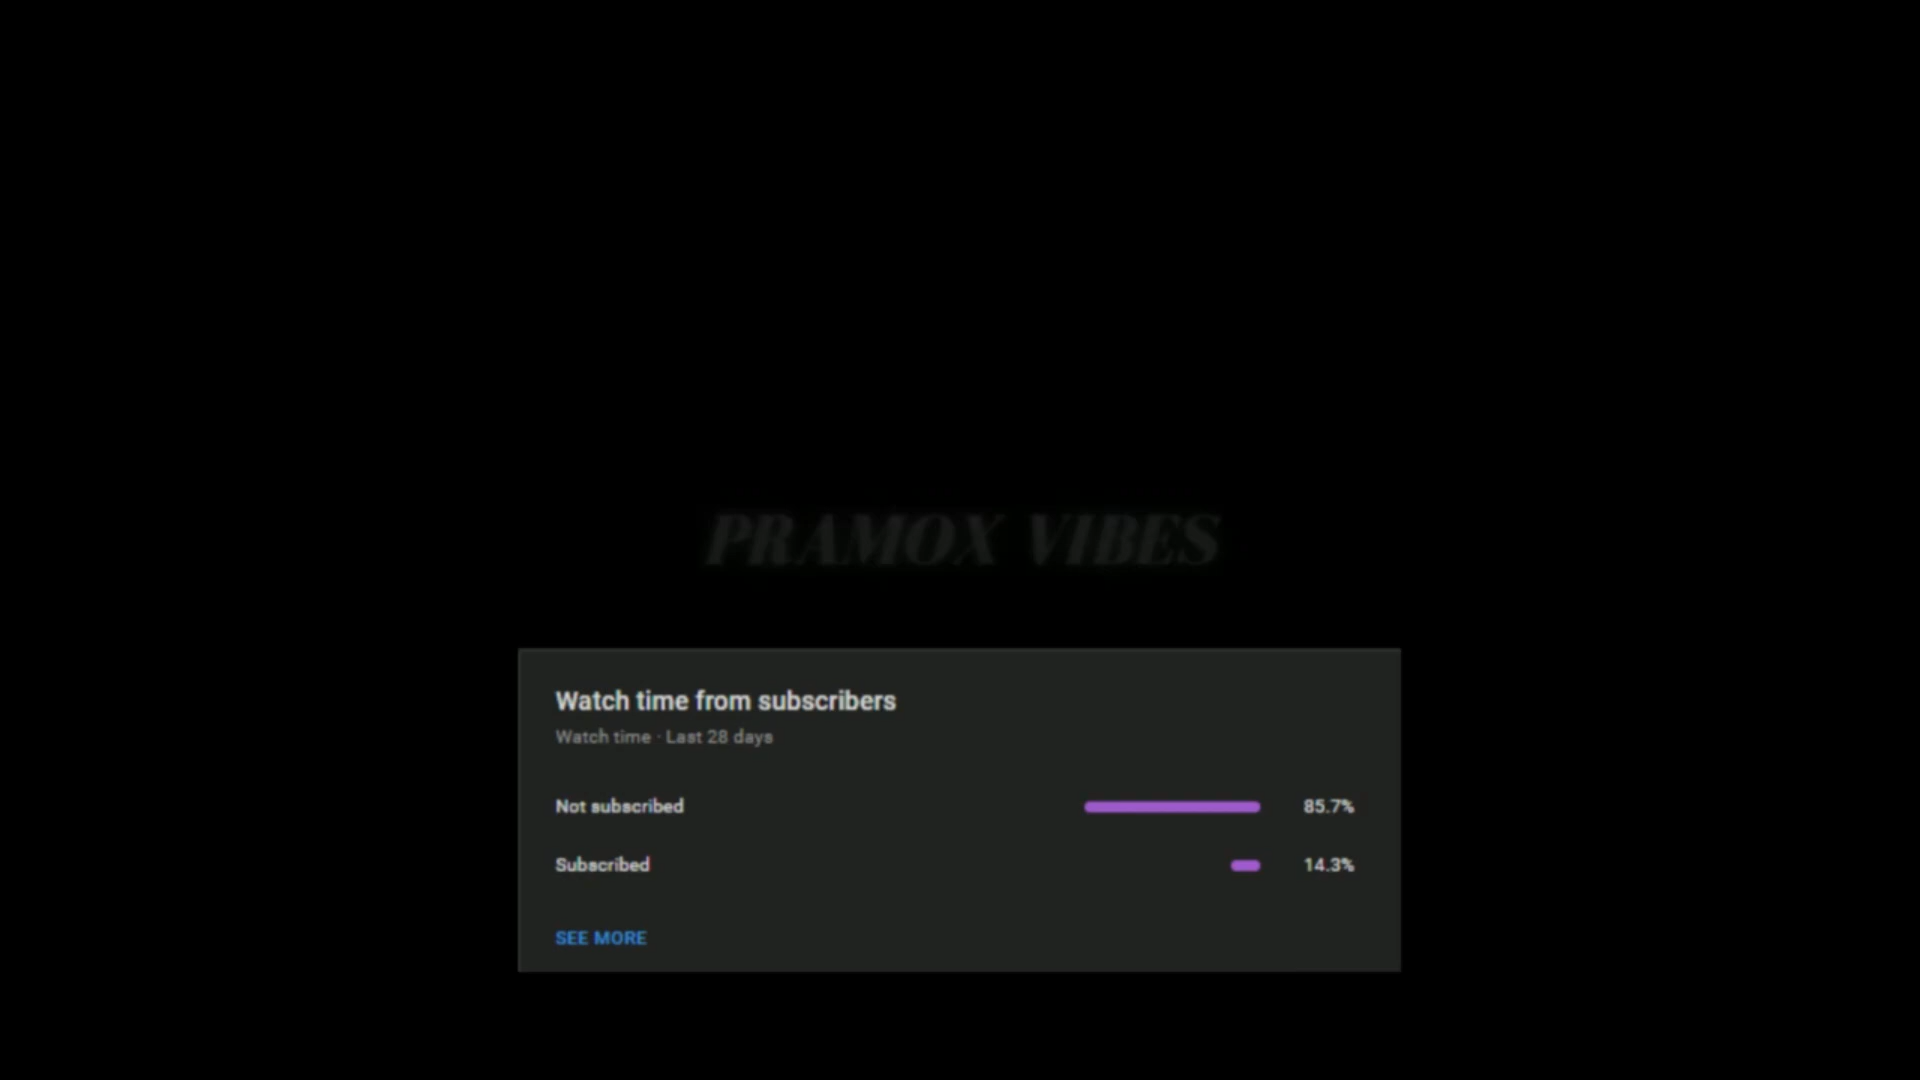 PRAMOX VIBES
Watch time from subscribers
Watch time · Last 28 days
Not subscribed 85.7%
Subscribed 14.3%
SEE MORE